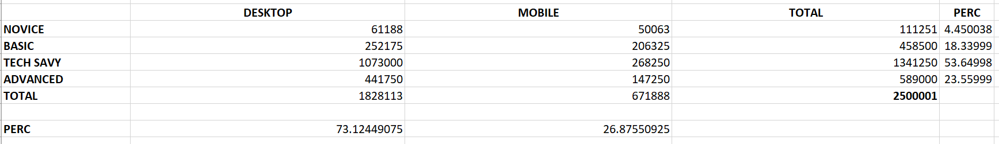 DESKTOP MOBILE TOTAL PERC
NOVICE 61188 50063 111251 4.450038
BASIC 252175 206325 458500 18.33999
TECH SAVY 1073000 268250 1341250 53.64998
ADVANCED 441750 147250 589000 23.55999
TOTAL 1828113 671888 2500001
PERC 73.12449075 26.87550925